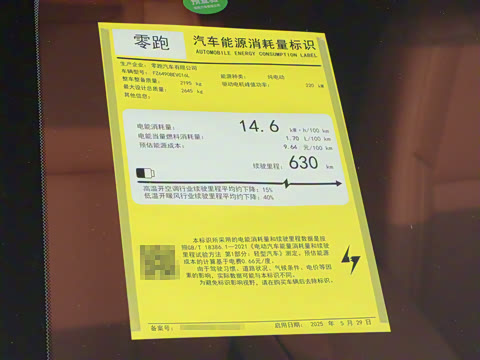 零跑 汽车能源消耗量标识
AUTOMOBILE ENERGY CONSUMPTION LABEL
生产企业：零跑汽车有限公司
车辆型号：FZ6490BEVC16L 能源种类：纯电动
整车整备质量：2195 kg 驱动电机峰值功率：220 kW
最大设计总质量：2645 kg
其他信息：
电能消耗量：14.6 kW·h/100 km
电能当量燃料消耗量：1.70 L/100 km
预估能源成本：9.64 元/100 km
续驶里程：630 km
高温开空调行业续驶里程平均约下降：15%
低温开暖风行业续驶里程平均约下降：40%
本标识所采用的电能消耗量和续驶里程数据是按
照GB/T 18386.1—2021《电动汽车能量消耗量和续驶
里程试验方法 第1部分：轻型汽车》测定。预估能源
成本的计算基于电费0.66元/度。
由于驾驶习惯、道路状况、气候条件、电价等因
素的影响，实际数据可能与本标识不同。
为避免标识影响视野，请在购买车辆后去除标识。
备案号：
启用日期：2025 年 5 月 29 日